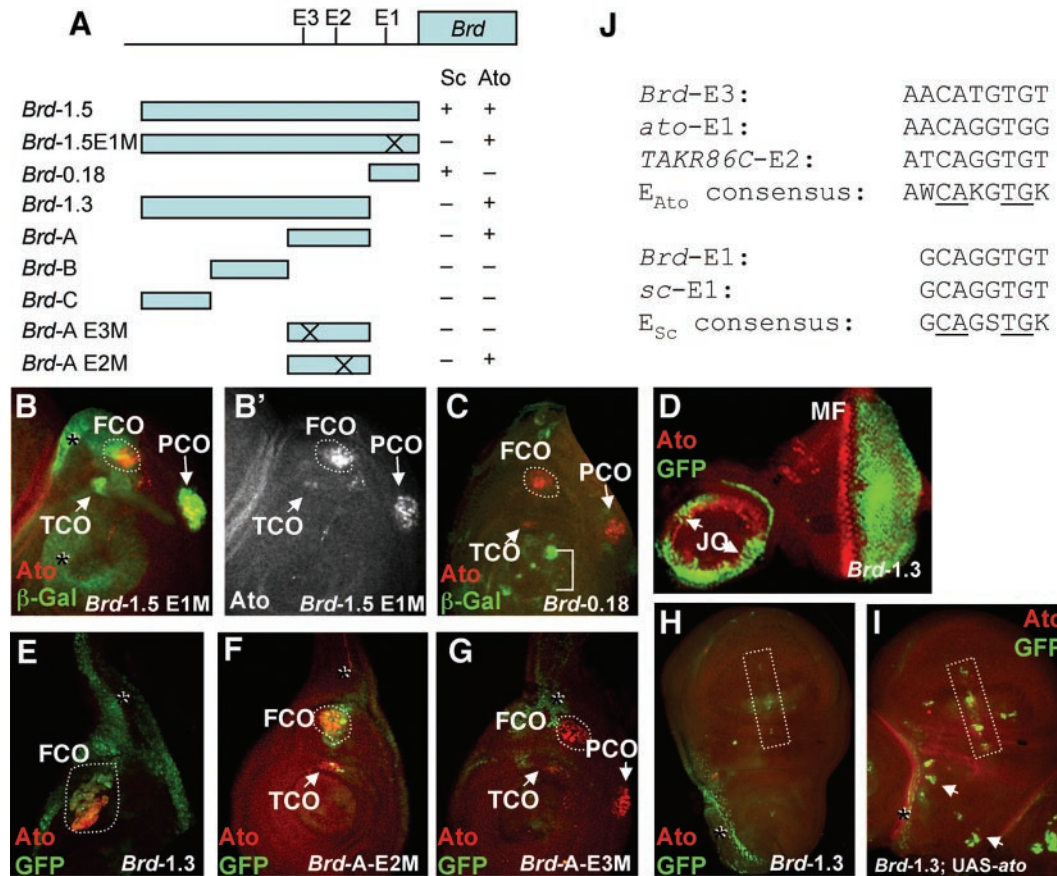 A
E3 E2 E1
Brd
Sc Ato
Brd-1.5 + +
Brd-1.5E1M – +
Brd-0.18 + –
Brd-1.3 – +
Brd-A – +
Brd-B – –
Brd-C – –
Brd-A E3M – –
Brd-A E2M – +
J
Brd-E3: AACATGTGT
ato-E1: AACAGGTGG
TAKR86C-E2: ATCAGGTGT
EAto consensus: AWCAKGTGK
Brd-E1: GCAGGTGT
sc-E1: GCAGGTGT
ESc consensus: GCAGSTGK
B
FCO
PCO
*
TCO
*
Ato
β-Gal
Brd-1.5 E1M
B'
FCO
PCO
TCO
Ato
Brd-1.5 E1M
C
FCO
PCO
TCO
Ato
β-Gal
Brd-0.18
D
MF
Ato
GFP
JO
Brd-1.3
E
*
FCO
Ato
GFP
Brd-1.3
F
*
FCO
TCO
Ato
GFP
Brd-A-E2M
G
*
FCO
PCO
TCO
Ato
GFP
Brd-A-E3M
H
*
Ato
GFP
Brd-1.3
I
Ato
GFP
*
Brd-1.3; UAS-ato